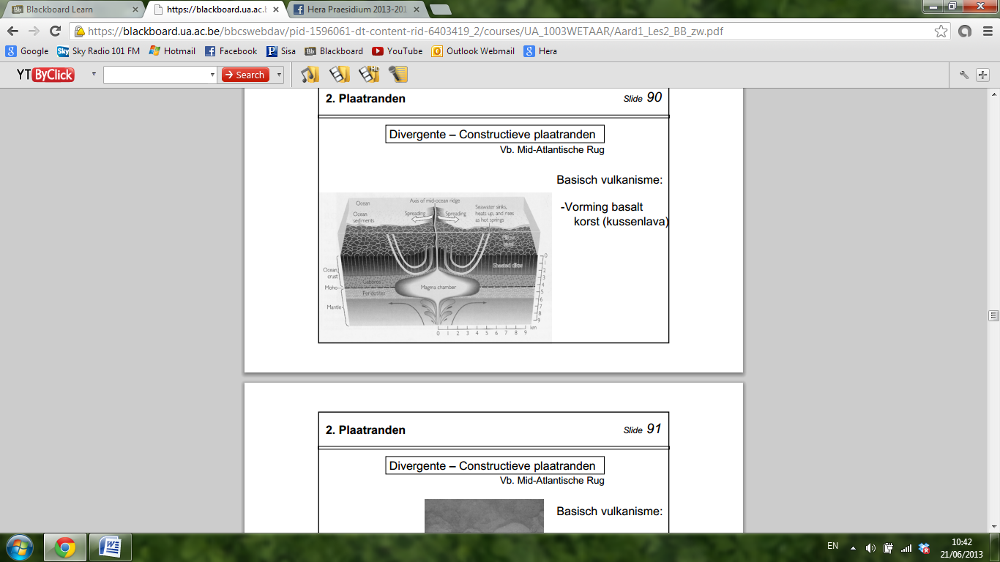 Blackboard Learn
https://blackboard.ua.ac.b
Hera Praesidium 2013-201
https://blackboard.ua.ac.be/bbcswebdav/pid-1596061-dt-content-rid-6403419_2/courses/UA_1003WETAAR/Aard1_Les2_BB_zw.pdf
Google Sky Radio 101 FM Hotmail Facebook Sisa Blackboard YouTube Outlook Webmail Hera
YT ByClick Search
2. Plaatranden Slide 90
Divergente – Constructieve plaatranden
Vb. Mid-Atlantische Rug
Basisch vulkanisme:
-Vorming basalt
korst (kussenlava)
Ocean
Axis of mid-ocean ridge
Ocean
sediments
Spreading
Spreading
Seawater sinks,
heats up, and rises
as hot springs
Pillow
lava
Sheeted dikes
Ocean
crust
Gabbros
Moho
Magma chamber
Peridotites
Mantle
0
1
2
3
4
5
6
7
8
9
km
0 1 2 3 4 5 6 7 8 9
2. Plaatranden Slide 91
Divergente – Constructieve plaatranden
Vb. Mid-Atlantische Rug
Basisch vulkanisme:
EN
10:42
21/06/2013